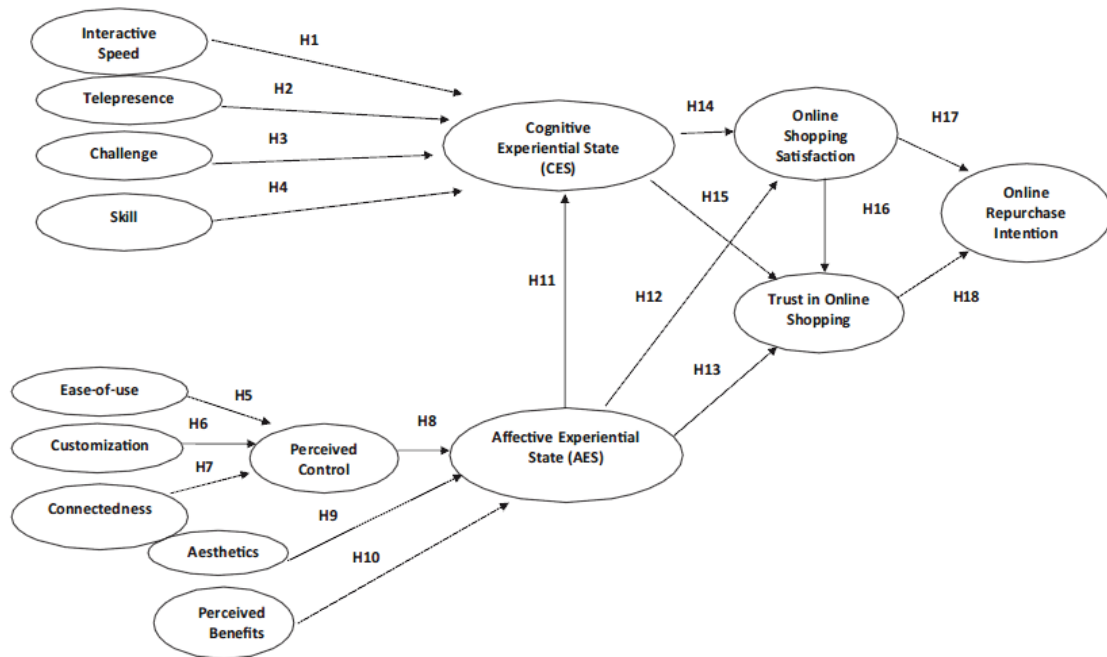 Interactive
Speed
H1
Telepresence
H2
Challenge
H3
Skill
H4
Cognitive
Experiential State
(CES)
H14
Online
Shopping
Satisfaction
H17
H15
H16
Online
Repurchase
Intention
H11
H12
Trust in Online
Shopping
H18
H13
Ease-of-use
H5
Customization
H6
Connectedness
H7
Perceived
Control
H8
Affective Experiential
State (AES)
Aesthetics
H9
Perceived
Benefits
H10